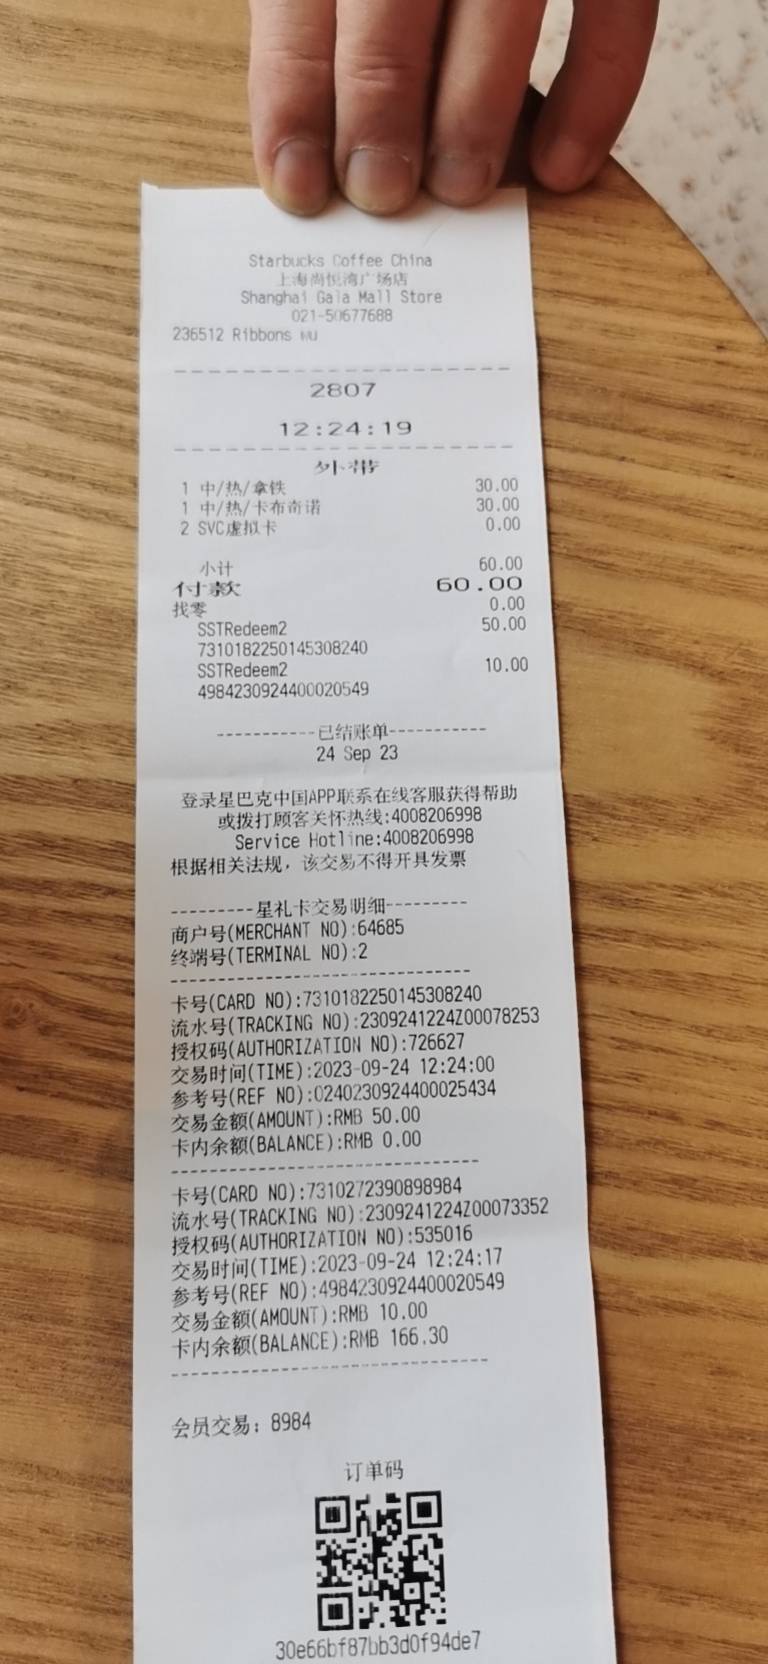 Starbucks Coffee China
上海尚悦湾广场店
Shanghai Gala Mall Store
021-50677688
236512 Ribbons WU
2807
12:24:19
外带
1 中/热/拿铁 30.00
1 中/热/卡布奇诺 30.00
2 SVC虚拟卡 0.00
小计 60.00
付款 60.00
找零 0.00
SSTRedeem2 50.00
7310182250145308240
SSTRedeem2 10.00
4984230924400020549
-----------已结账单-----------
24 Sep 23
登录星巴克中国APP联系在线客服获得帮助
或拨打顾客关怀热线:4008206998
Service Hotline:4008206998
根据相关法规，该交易不得开具发票
---------星礼卡交易明细---------
商户号(MERCHANT NO):64685
终端号(TERMINAL NO):2
卡号(CARD NO):7310182250145308240
流水号(TRACKING NO):2309241224Z00078253
授权码(AUTHORIZATION NO):726627
交易时间(TIME):2023-09-24 12:24:00
参考号(REF NO):0240230924400025434
交易金额(AMOUNT):RMB 50.00
卡内余额(BALANCE):RMB 0.00
卡号(CARD NO):7310272390898984
流水号(TRACKING NO):2309241224Z00073352
授权码(AUTHORIZATION NO):535016
交易时间(TIME):2023-09-24 12:24:17
参考号(REF NO):4984230924400020549
交易金额(AMOUNT):RMB 10.00
卡内余额(BALANCE):RMB 166.30
会员交易: 8984
订单码
30e66bf87bb3d0f94de7